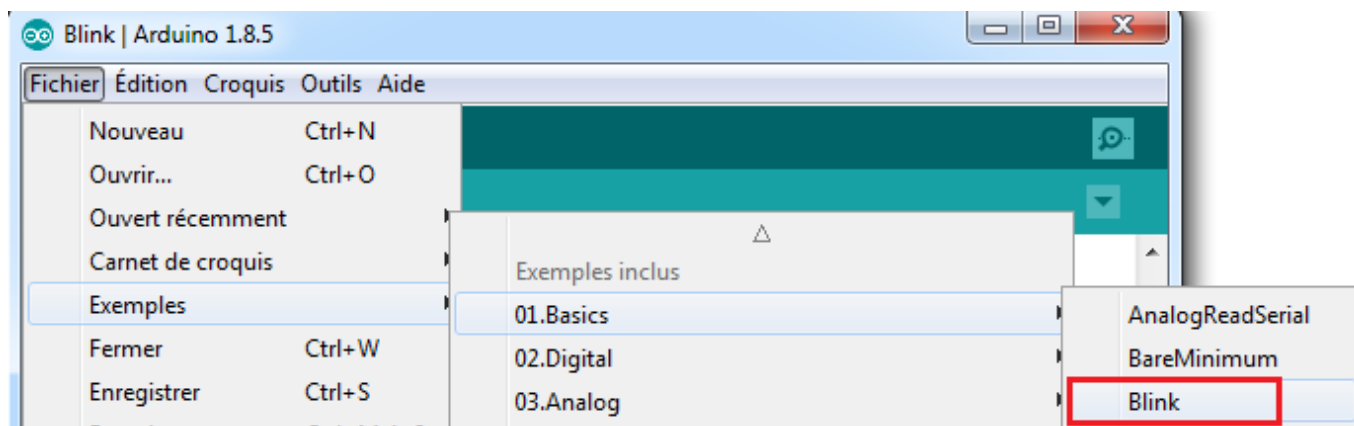 Blink | Arduino 1.8.5
Fichier Édition Croquis Outils Aide
Nouveau Ctrl+N
Ouvrir... Ctrl+O
Ouvert récemment
Carnet de croquis
Exemples
Fermer Ctrl+W
Enregistrer Ctrl+S
Exemples inclus
01.Basics
02.Digital
03.Analog
AnalogReadSerial
BareMinimum
Blink